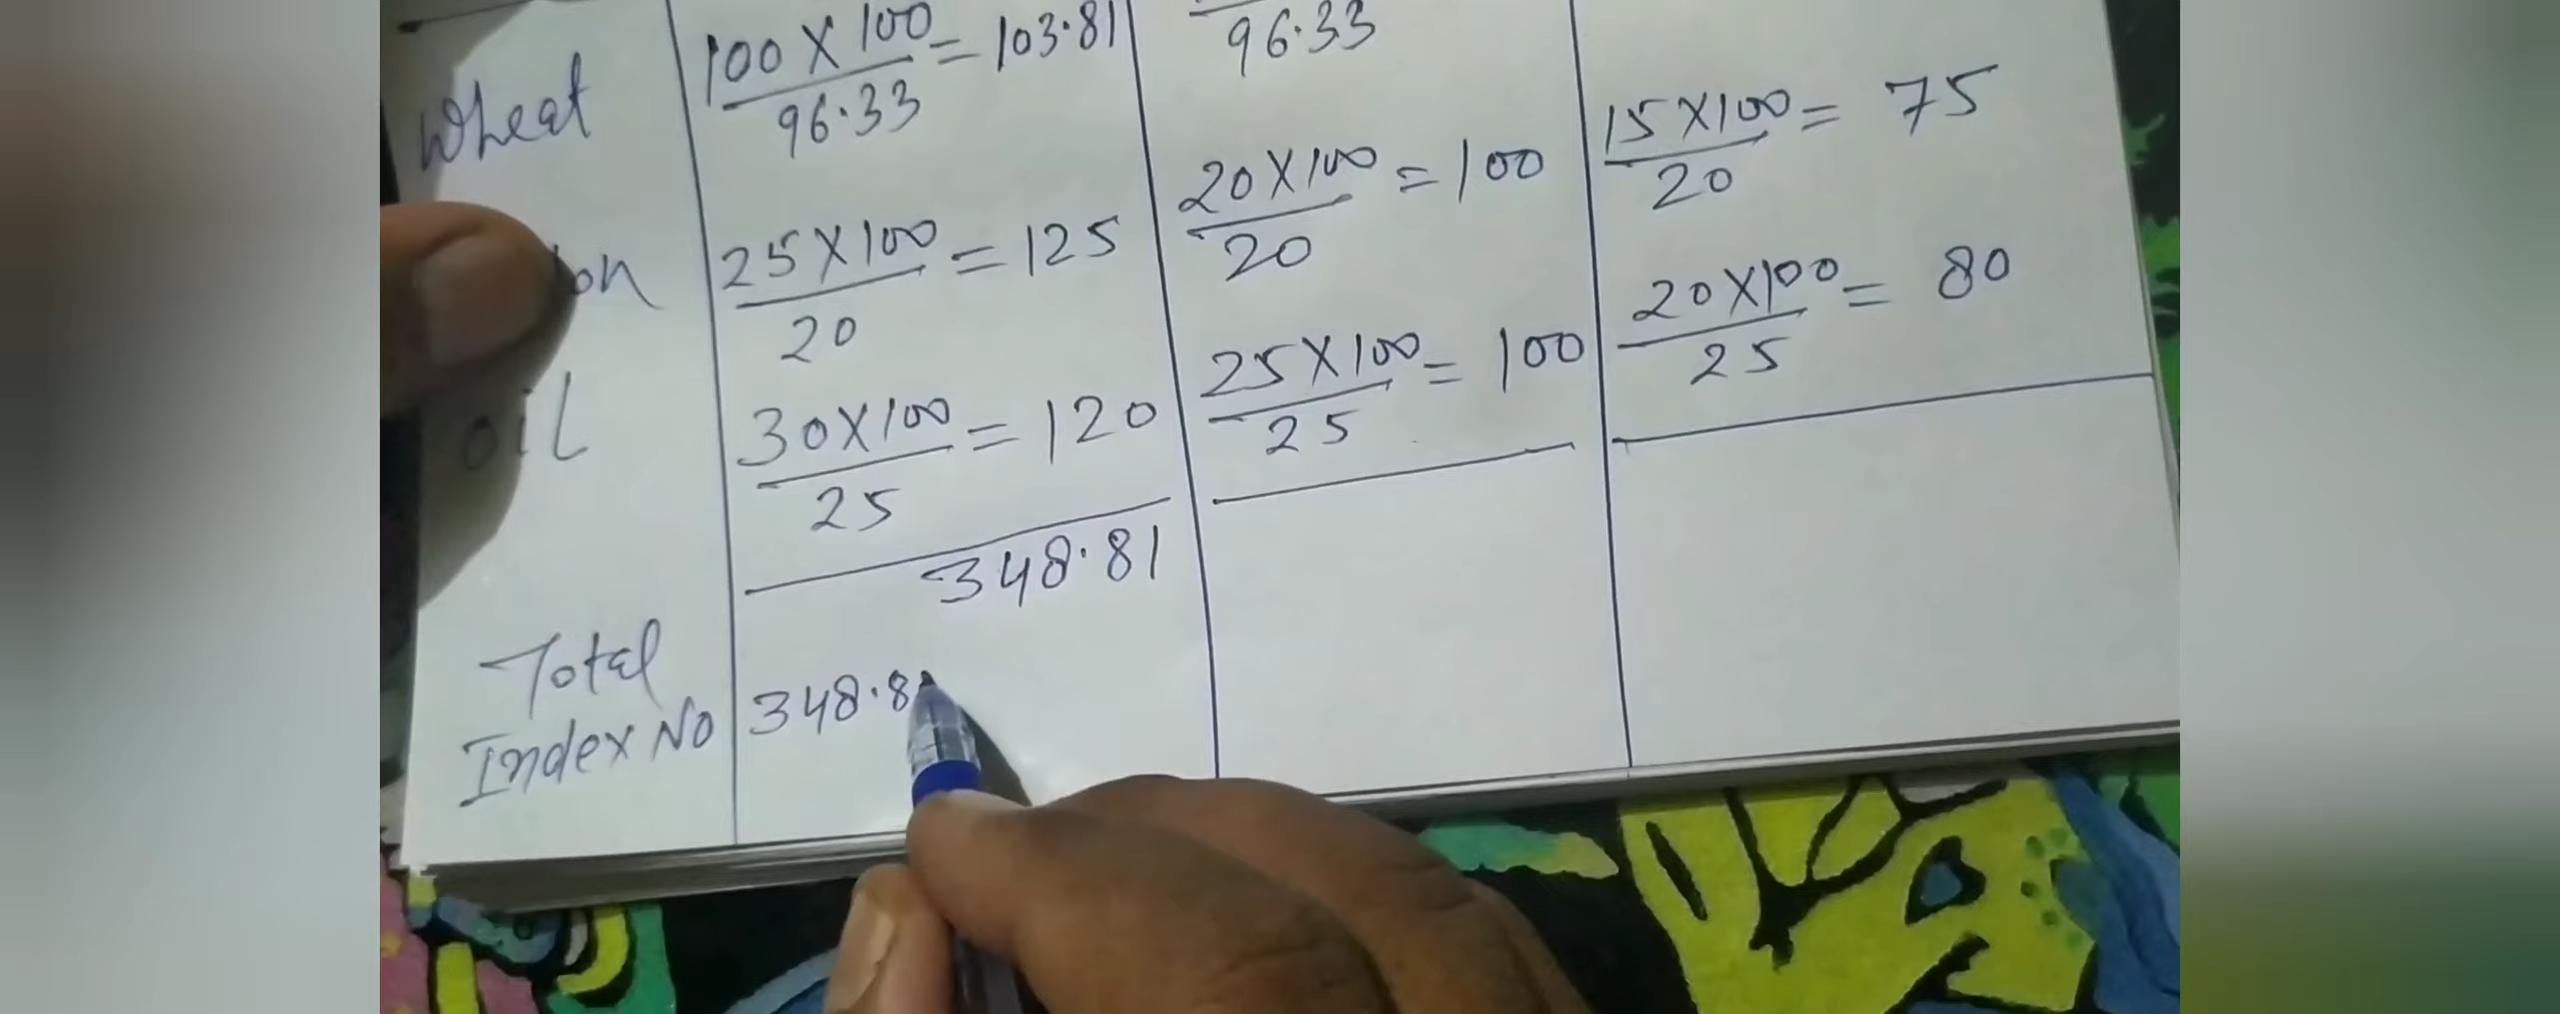 Wheat 100 X 100 = 103.81
96.33 96.33
15 X 100 = 75
20
25 X 100 = 125 20 X 100 = 100
20 20
20 X 100 = 80
25
oil 30 X 100 = 120 25 X 100 = 100
25 25
348.81
Total
Index No 348.8